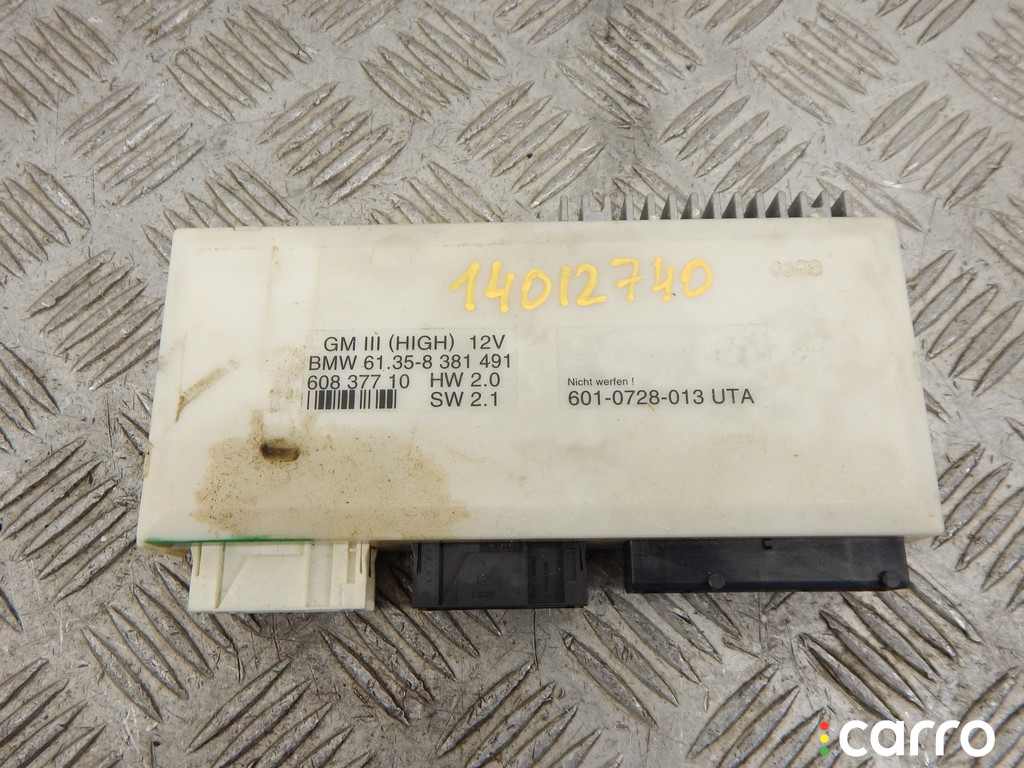 14012740
GM III (HIGH) 12V
BMW 61.35-8 381 491
608 377 10 HW 2.0
SW 2.1
Nicht werfen !
601-0728-013 UTA
carro